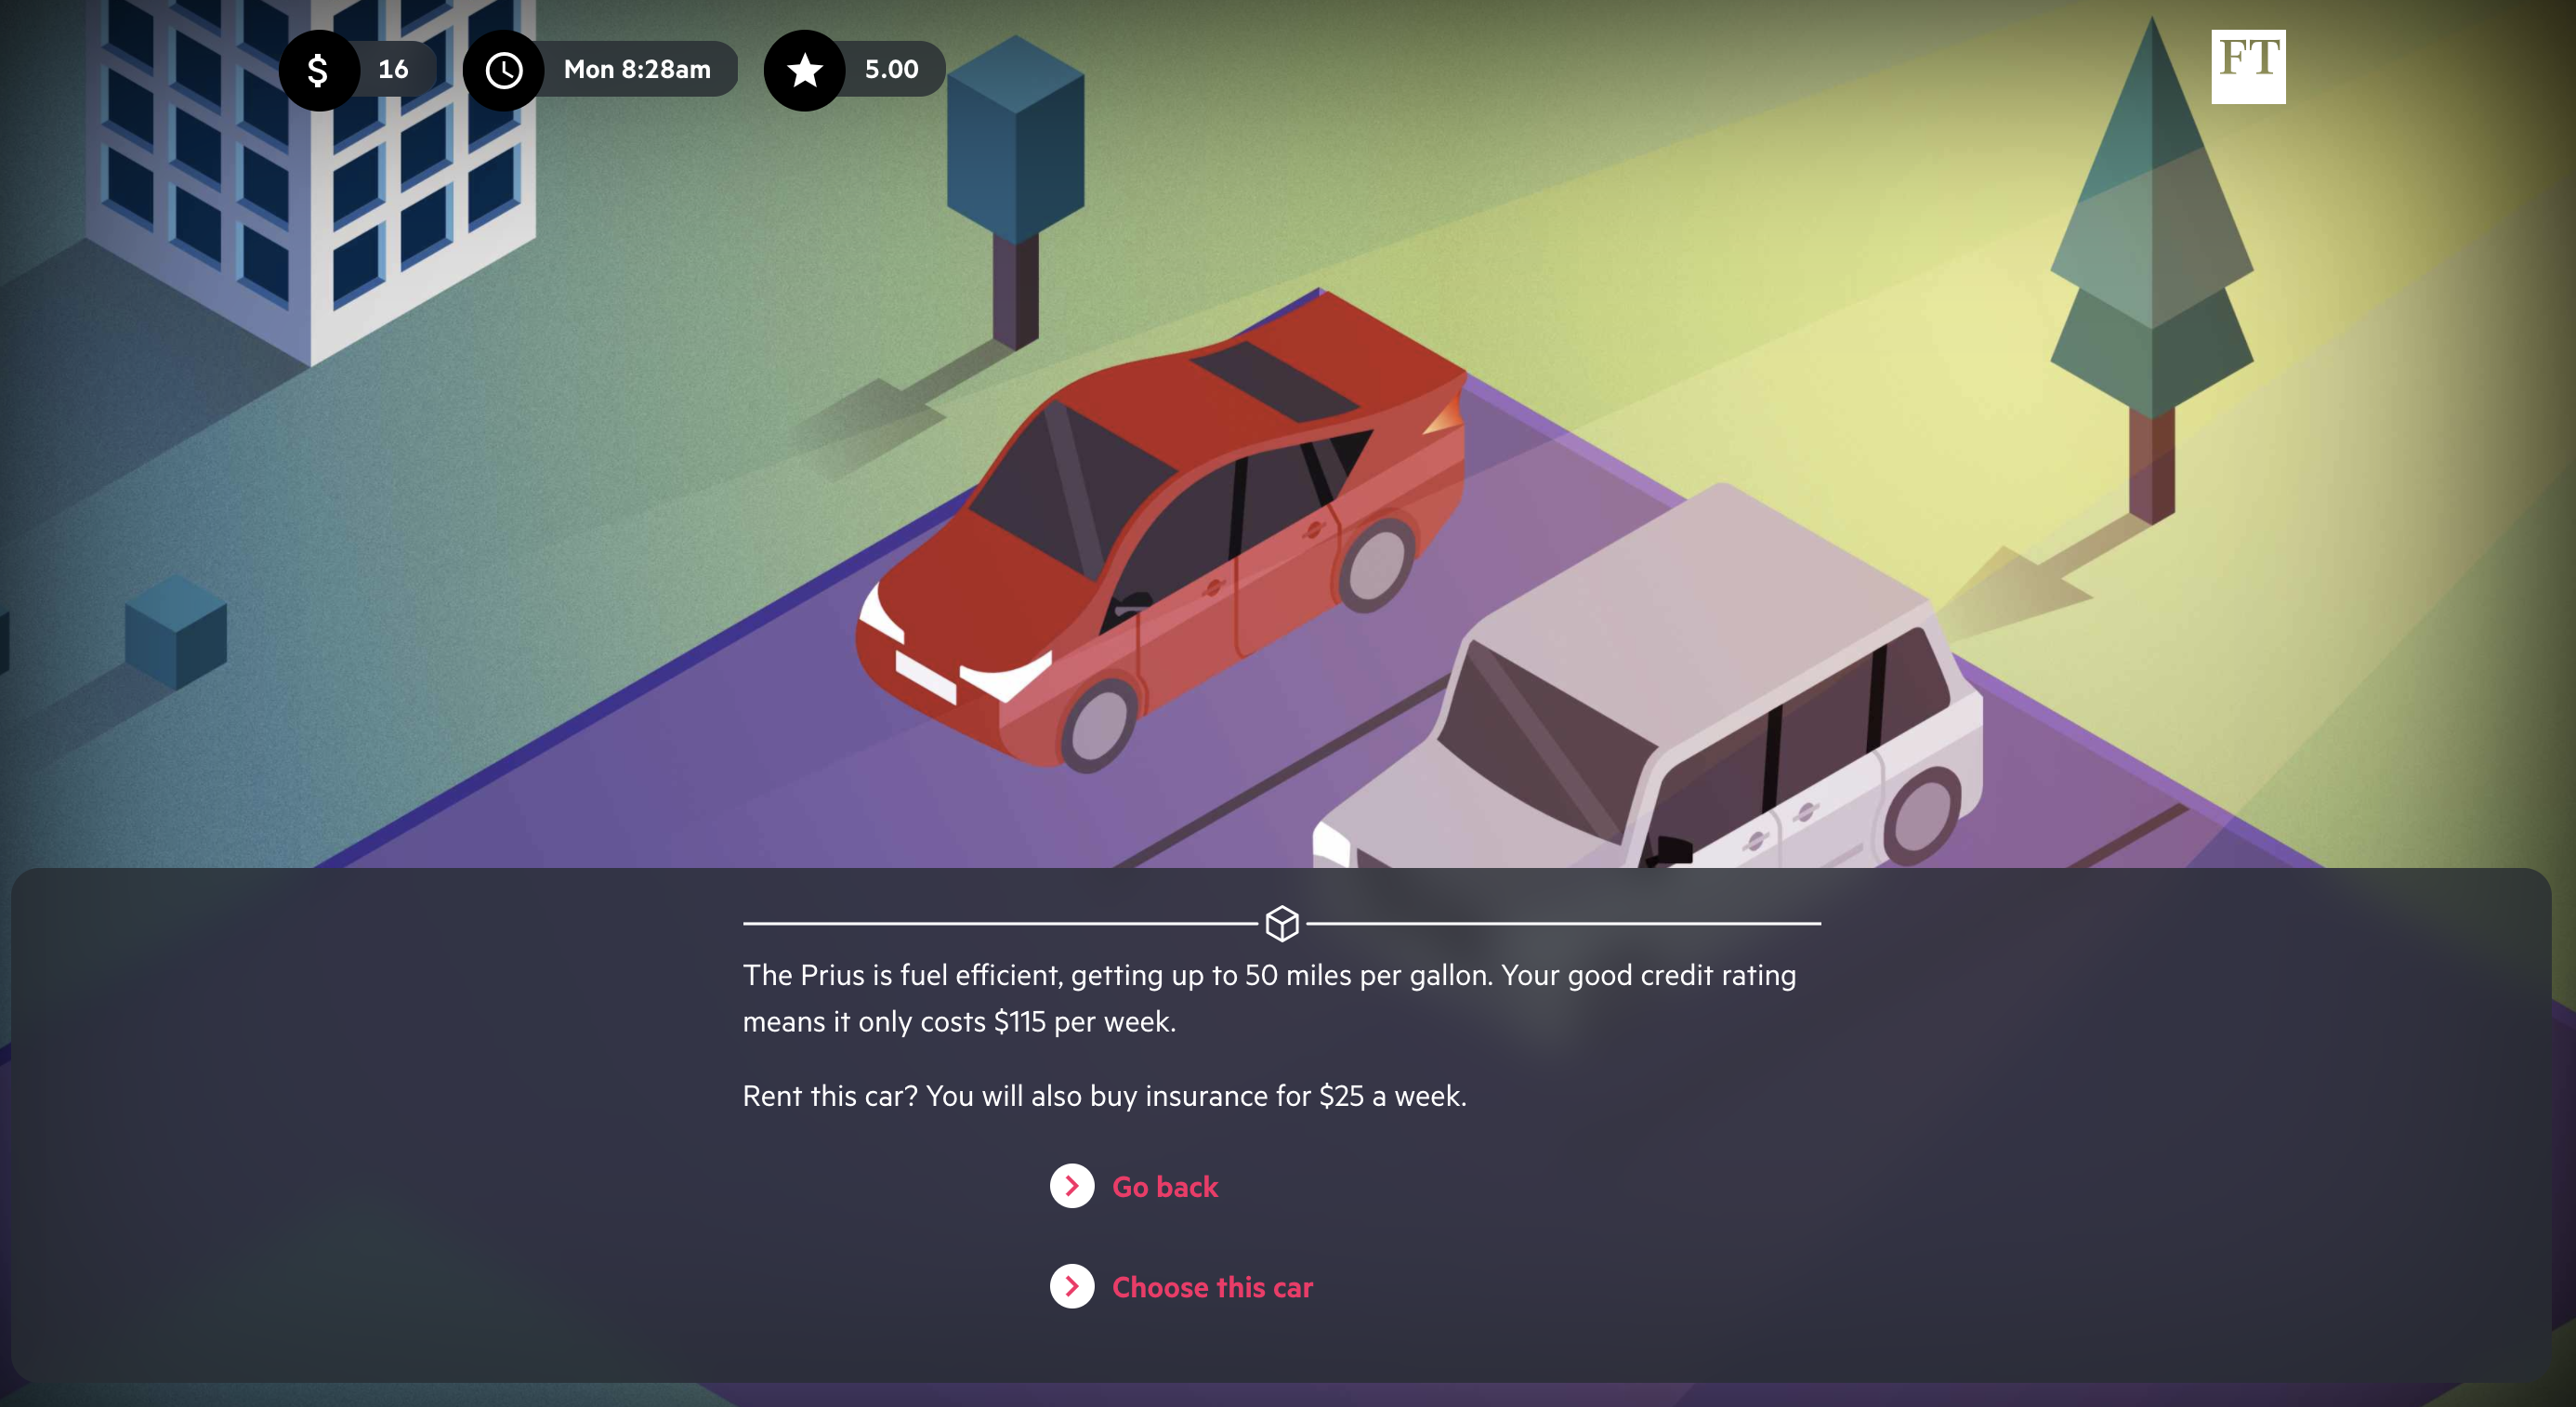 $ 16 Mon 8:28am 5.00
FT
The Prius is fuel efficient, getting up to 50 miles per gallon. Your good credit rating
means it only costs $115 per week.
Rent this car? You will also buy insurance for $25 a week.
Go back
Choose this car